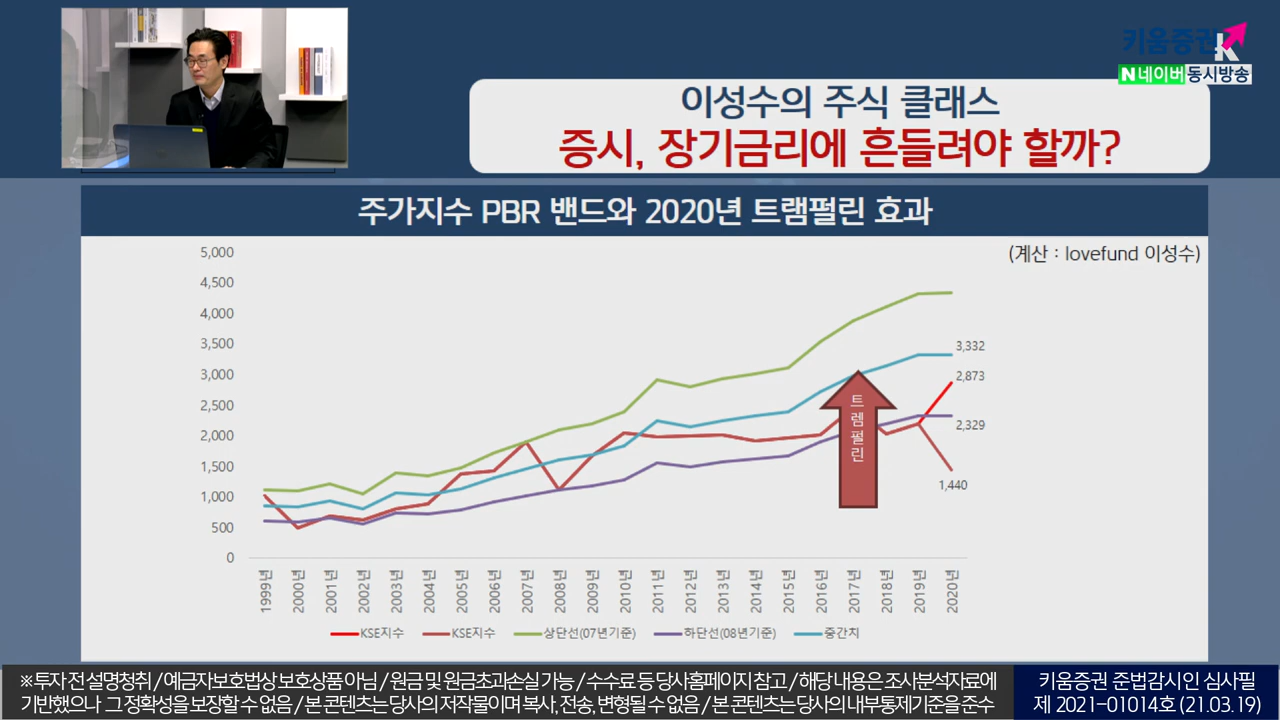 키움증권
N 네이버 동시방송
이성수의 주식 클래스
증시, 장기금리에 흔들려야 할까?
주가지수 PBR 밴드와 2020년 트램펄린 효과
(계산 : lovefund 이성수)
5,000
4,500
4,000
3,500
3,000
2,500
2,000
1,500
1,000
500
0
3,332
2,873
2,329
1,440
트렘펄린
1999년 2000년 2001년 2002년 2003년 2004년 2005년 2006년 2007년 2008년 2009년 2010년 2011년 2012년 2013년 2014년 2015년 2016년 2017년 2018년 2019년 2020년
KSE지수 KSE지수 상단선(07년기준) 하단선(08년기준) 중간치
※투자 전 설명청취 / 예금자보호법상 보호상품 아님 / 원금 및 원금초과손실 가능 / 수수료 등 당사홈페이지 참고 / 해당 내용은 조사분석자료에
기반했으나 그 정확성을 보장할 수 없음 / 본 콘텐츠는 당사의 저작물이며 복사, 전송, 변형될 수 없음 / 본 콘텐츠는 당사의 내부통제기준을 준수
키움증권 준법감시인 심사필
제 2021-01014호 (21.03.19)